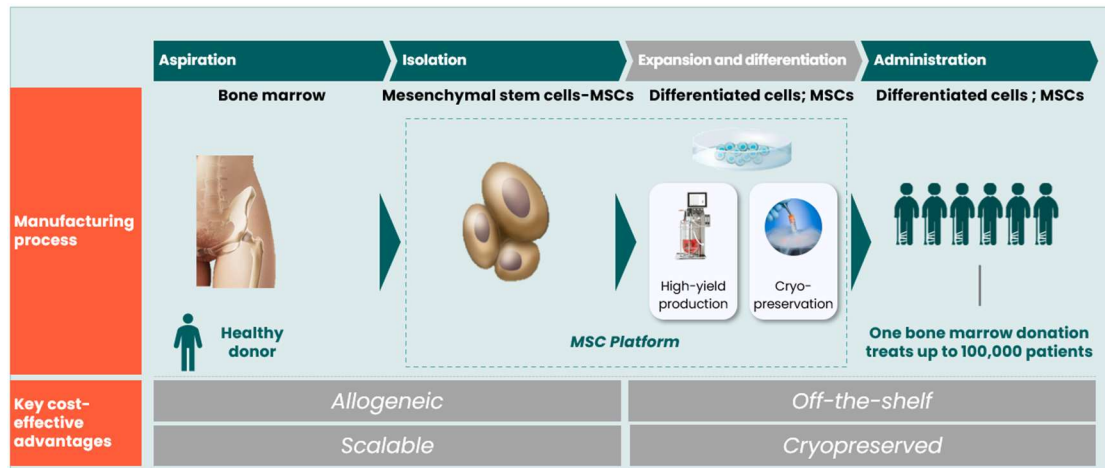 Aspiration
Isolation
Expansion and differentiation
Administration
Bone marrow
Mesenchymal stem cells-MSCs
Differentiated cells; MSCs
Differentiated cells ; MSCs
Manufacturing
process
High-yield
production
Cryo-
preservation
Healthy
donor
MSC Platform
One bone marrow donation
treats up to 100,000 patients
Key cost-
effective
advantages
Allogeneic
Off-the-shelf
Scalable
Cryopreserved